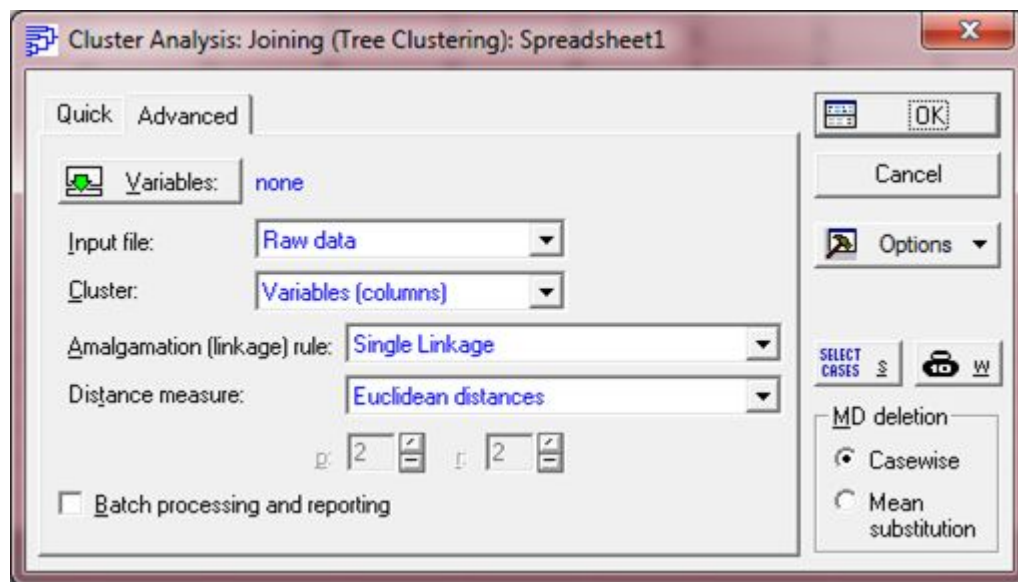 Cluster Analysis: Joining (Tree Clustering): Spreadsheet1
Quick Advanced
Variables: none
Input file: Raw data
Cluster: Variables (columns)
Amalgamation (linkage) rule: Single Linkage
Distance measure: Euclidean distances
p: 2 r: 2
Batch processing and reporting
OK
Cancel
Options
SELECT
CASES S W
MD deletion
Casewise
Mean
substitution